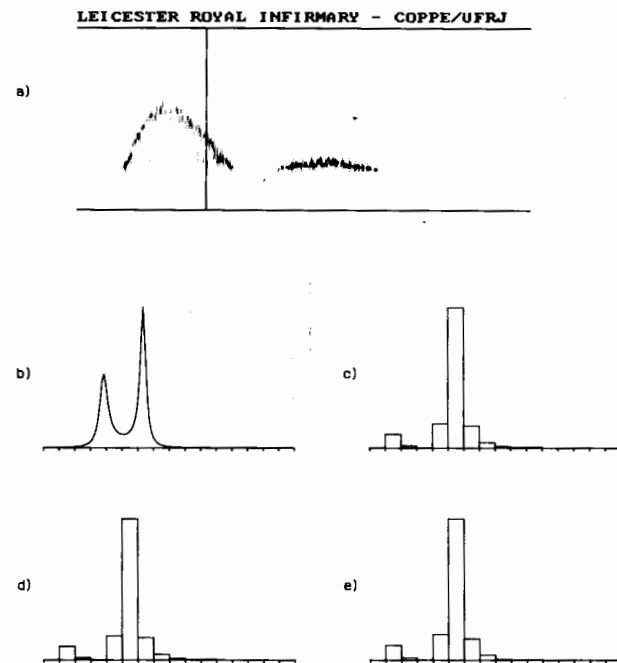 LEICESTER ROYAL INFIRMARY - COPPE/UFRJ
a)
b)
c)
d)
e)